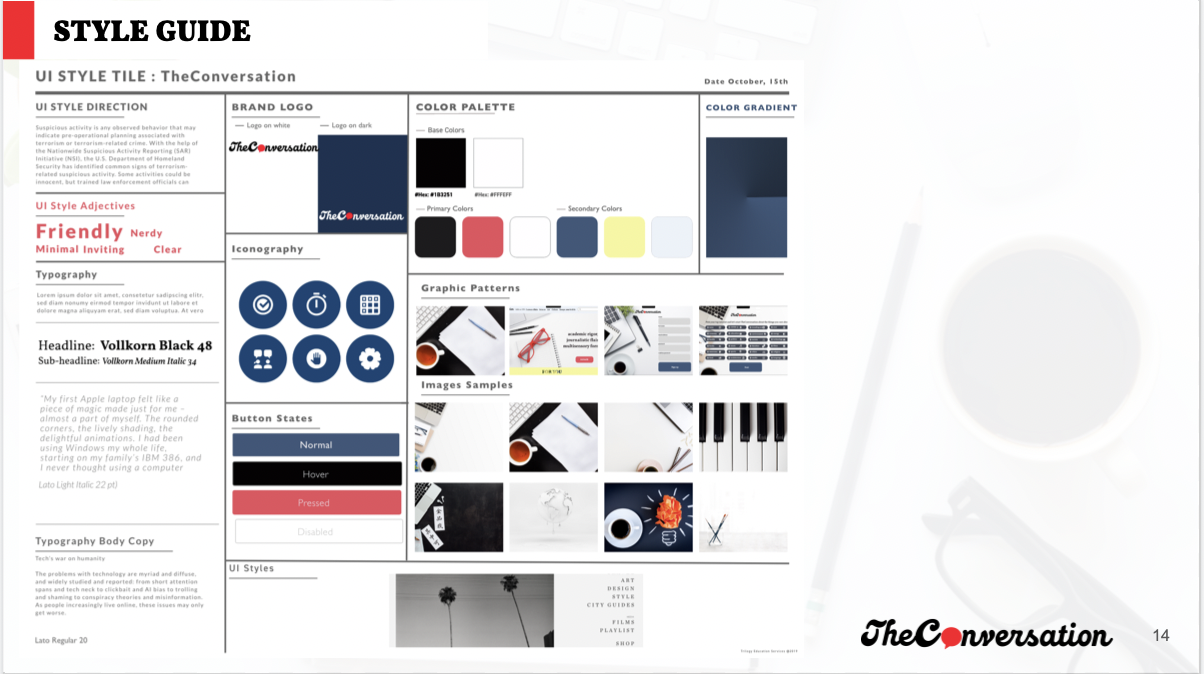 STYLE GUIDE
UI STYLE TILE : TheConversation
Date October, 15th
UI STYLE DIRECTION
Suspicious activity is any observed behavior that may
indicate pre-operational planning associated with
terrorism or terrorism-related crime. With the help of
the Nationwide Suspicious Activity Reporting (SAR)
Initiative (NSI), the U.S. Department of Homeland
Security has identified common signs of terrorism-
related suspicious activity. Some activities could be
innocent, but trained law enforcement officials can
UI Style Adjectives
Friendly Nerdy
Minimal Inviting Clear
Typography
Lorem ipsum dolor sit amet, consetetur sadipscing elitr,
sed diam nonumy eirmod tempor invidunt ut labore et
dolore magna aliquyam erat, sed diam voluptua. At vero
Headline: Vollkorn Black 48
Sub-headline: Vollkorn Medium Italic 34
"My first Apple laptop felt like a
piece of magic made just for me –
almost a part of myself. The rounded
corners, the lively shading, the
delightful animations. I had been
using Windows my whole life,
starting on my family's IBM 386, and
I never thought using a computer
Lato Light Italic 22 pt)
Typography Body Copy
Tech's war on humanity
The problems with technology are myriad and diffuse,
and widely studied and reported: from short attention
spans and tech neck to clickbait and AI bias to trolling
and shaming to conspiracy theories and misinformation.
As people increasingly live online, these issues may only
get worse.
Lato Regular 20
BRAND LOGO
Logo on white
Logo on dark
TheConversation
TheConversation
Iconography
Button States
Normal
Hover
Pressed
Disabled
UI Styles
ART
DESIGN
STYLE
CITY GUIDES
FILMS
PLAYLIST
SHOP
COLOR PALETTE
Base Colors
#Hex: #1B3251
#Hex: #FFFEFF
Primary Colors
Secondary Colors
COLOR GRADIENT
Graphic Patterns
Images Samples
TheConversation
14